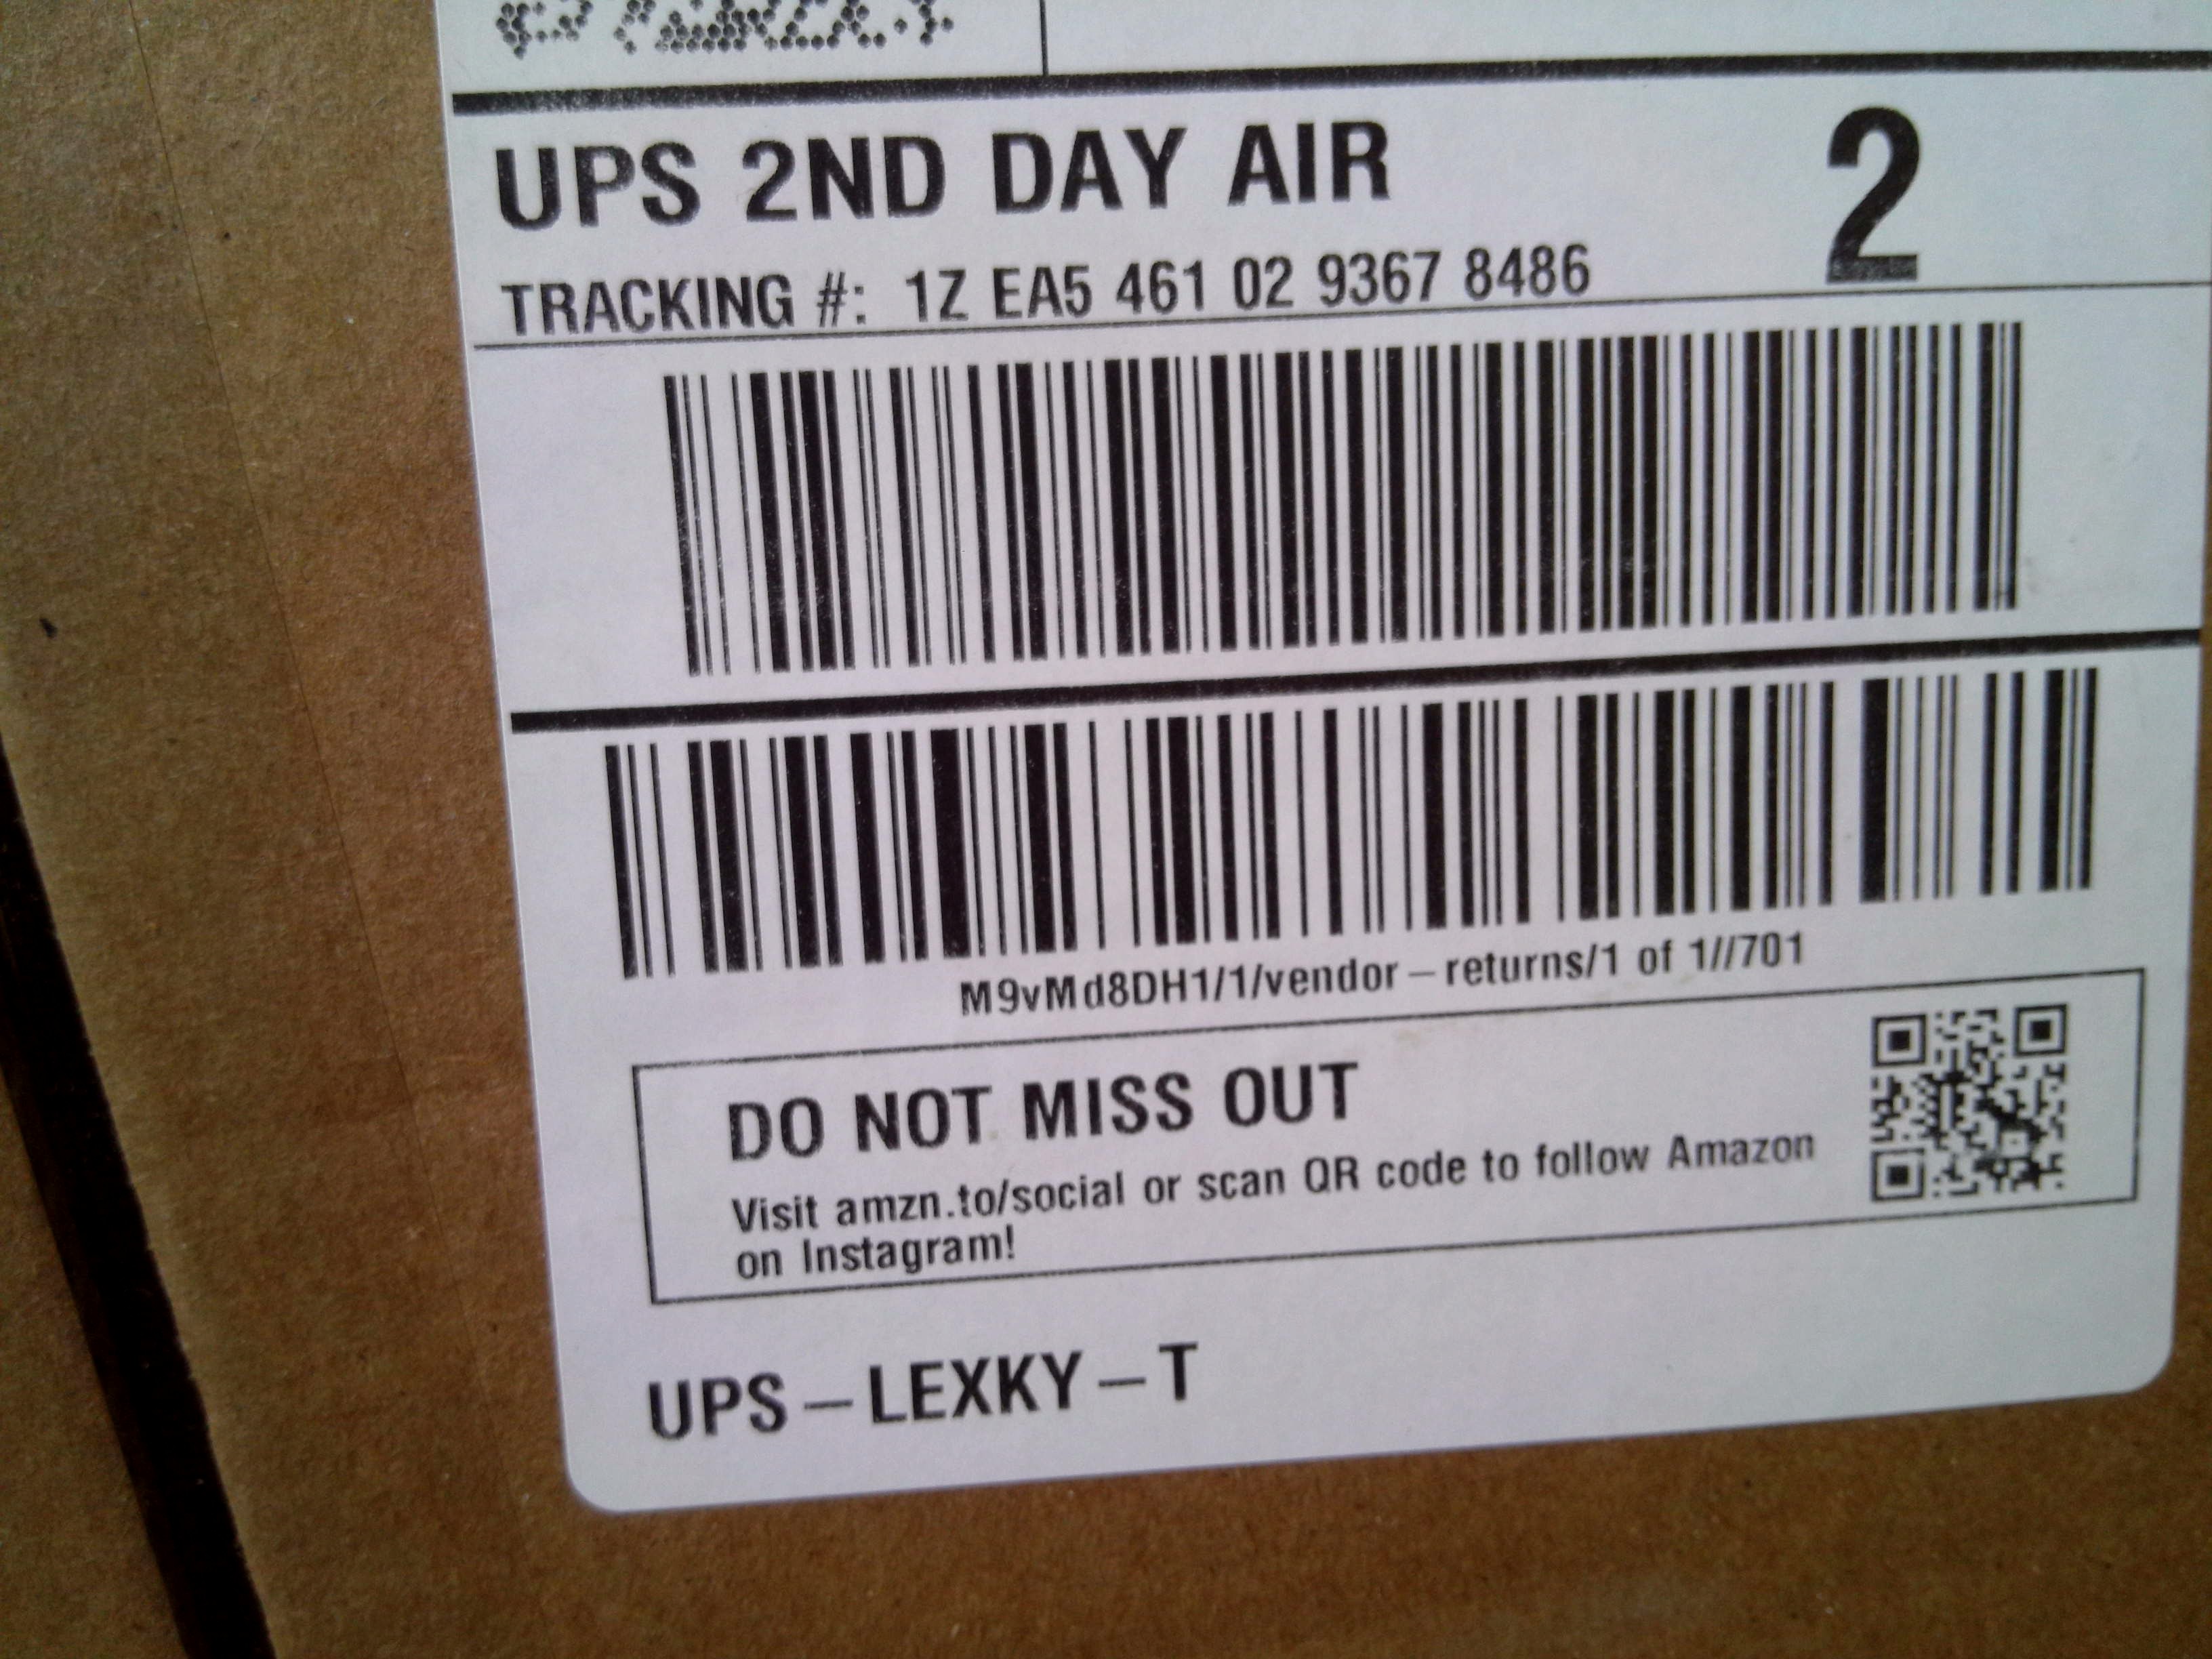 UPS 2ND DAY AIR
2
TRACKING #: 1Z EA5 461 02 9367 8486
M9vMd8DH1/1/vendor-returns/1 of 1//701
DO NOT MISS OUT
Visit amzn.to/social or scan QR code to follow Amazon
on Instagram!
UPS-LEXKY-T